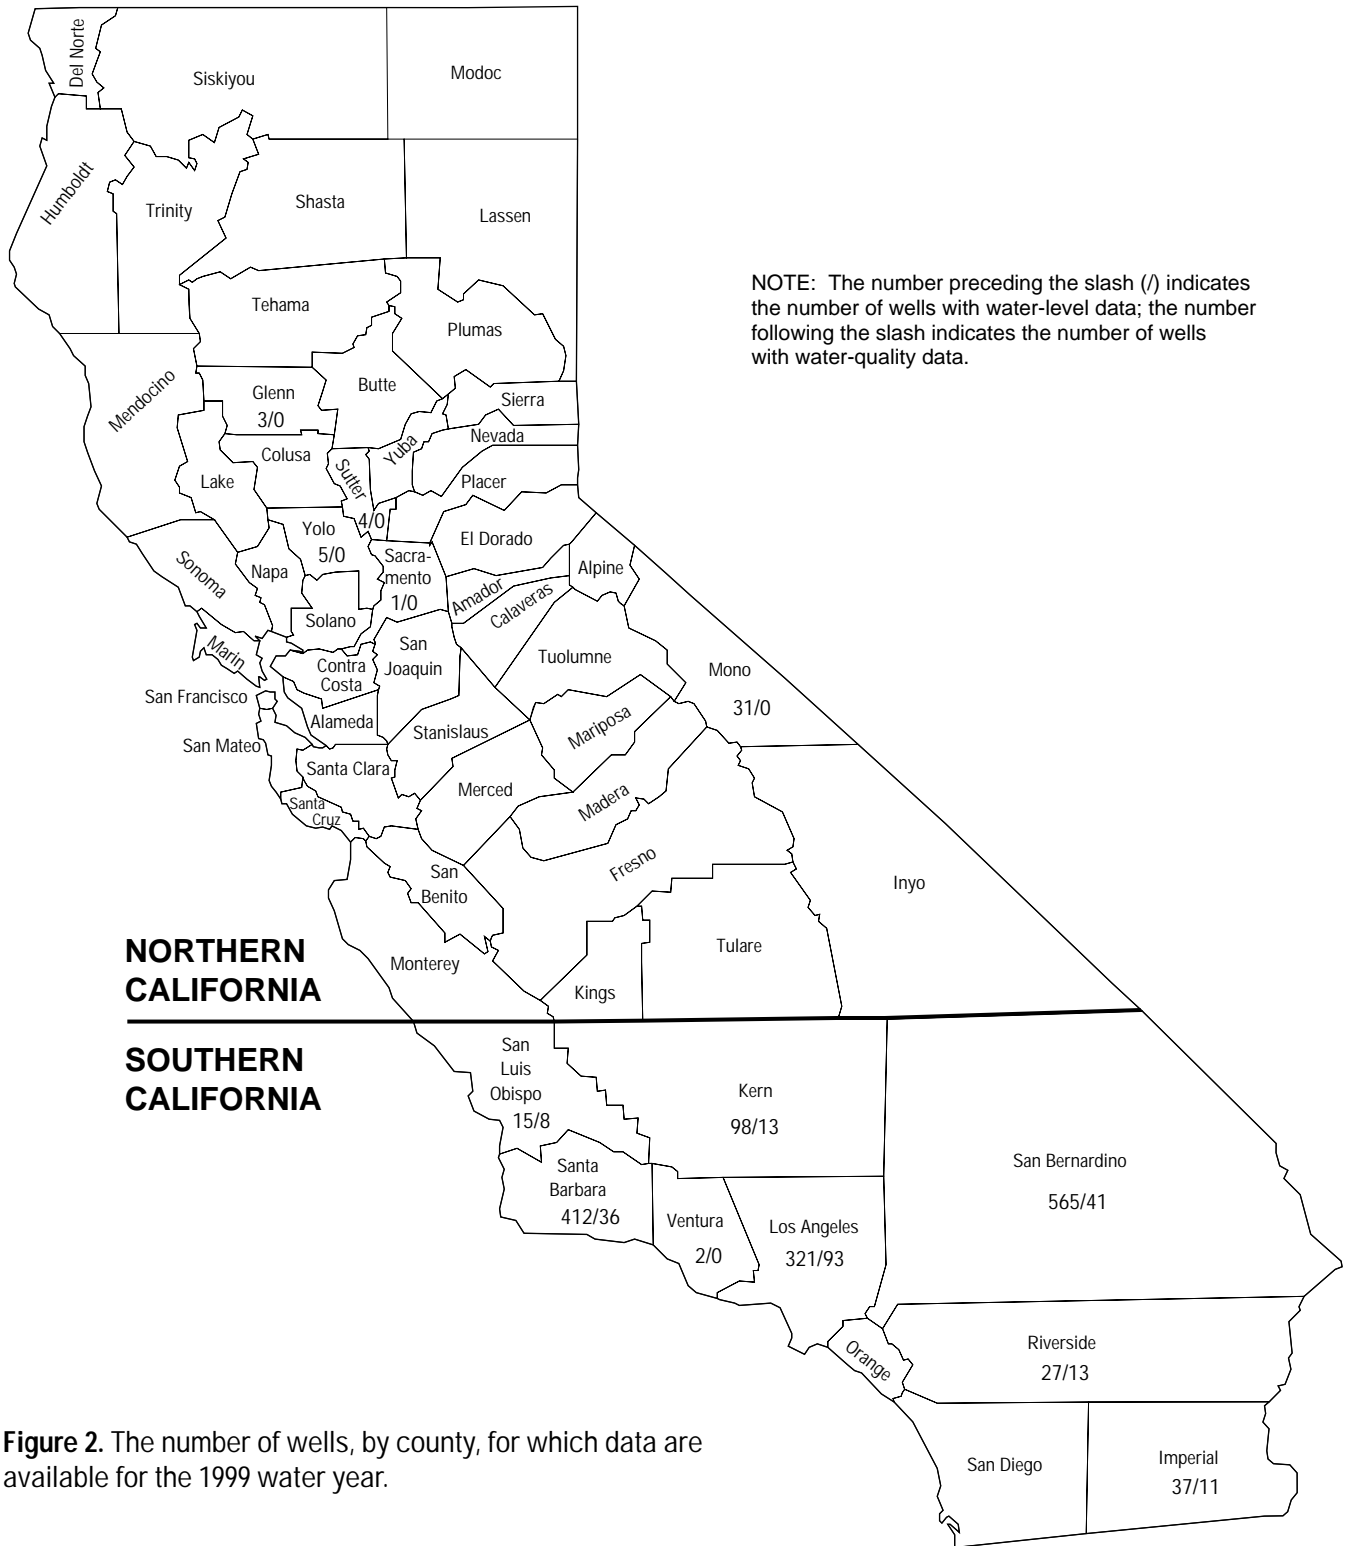 Del Norte
Siskiyou
Modoc
Humboldt
Trinity
Shasta
Lassen
NOTE: The number preceding the slash (/) indicates
the number of wells with water-level data; the number
following the slash indicates the number of wells
with water-quality data.
Tehama
Plumas
Mendocino
Glenn
3/0
Butte
Sierra
Nevada
Colusa
Yuba
Sutter
4/0
Lake
Placer
Yolo
5/0
El Dorado
Sonoma
Napa
Sacra-
mento
1/0
Alpine
Amador
Calaveras
Solano
Marin
San
Joaquin
Contra
Costa
Tuolumne
Mono
31/0
San Francisco
Alameda
Stanislaus
Mariposa
San Mateo
Santa Clara
Merced
Madera
Santa
Cruz
Fresno
San
Benito
Inyo
Monterey
Tulare
Kings
NORTHERN
CALIFORNIA
SOUTHERN
CALIFORNIA
San
Luis
Obispo
15/8
Kern
98/13
San Bernardino
565/41
Santa
Barbara
412/36
Ventura
2/0
Los Angeles
321/93
Orange
Riverside
27/13
San Diego
Imperial
37/11
Figure 2. The number of wells, by county, for which data are
available for the 1999 water year.